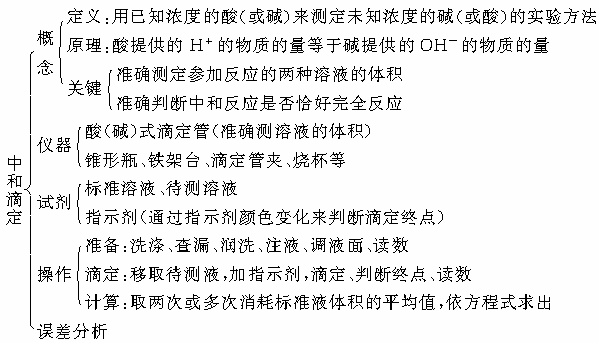 中和滴定
概念
定义:用已知浓度的酸(或碱)来测定未知浓度的碱(或酸)的实验方法
原理:酸提供的 H⁺ 的物质的量等于碱提供的 OH⁻ 的物质的量
关键
准确测定参加反应的两种溶液的体积
准确判断中和反应是否恰好完全反应
仪器
酸(碱)式滴定管(准确测溶液的体积)
锥形瓶、铁架台、滴定管夹、烧杯等
试剂
标准溶液、待测溶液
指示剂(通过指示剂颜色变化来判断滴定终点)
操作
准备:洗涤、查漏、润洗、注液、调液面、读数
滴定:移取待测液,加指示剂,滴定、判断终点、读数
计算:取两次或多次消耗标准液体积的平均值,依方程式求出
误差分析